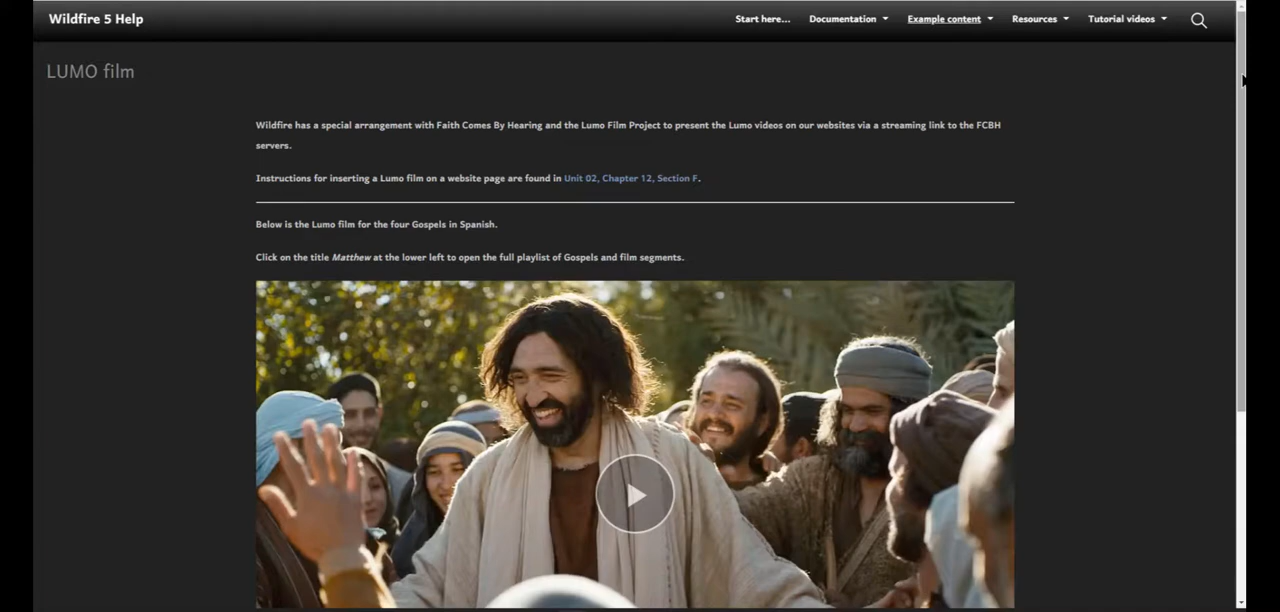 Wildfire 5 Help
Start here... Documentation Example content Resources Tutorial videos
LUMO film
Wildfire has a special arrangement with Faith Comes By Hearing and the Lumo Film Project to present the Lumo videos on our websites via a streaming link to the FCBH
servers.
Instructions for inserting a Lumo film on a website page are found in Unit 02, Chapter 12, Section F.
Below is the Lumo film for the four Gospels in Spanish.
Click on the title Matthew at the lower left to open the full playlist of Gospels and film segments.